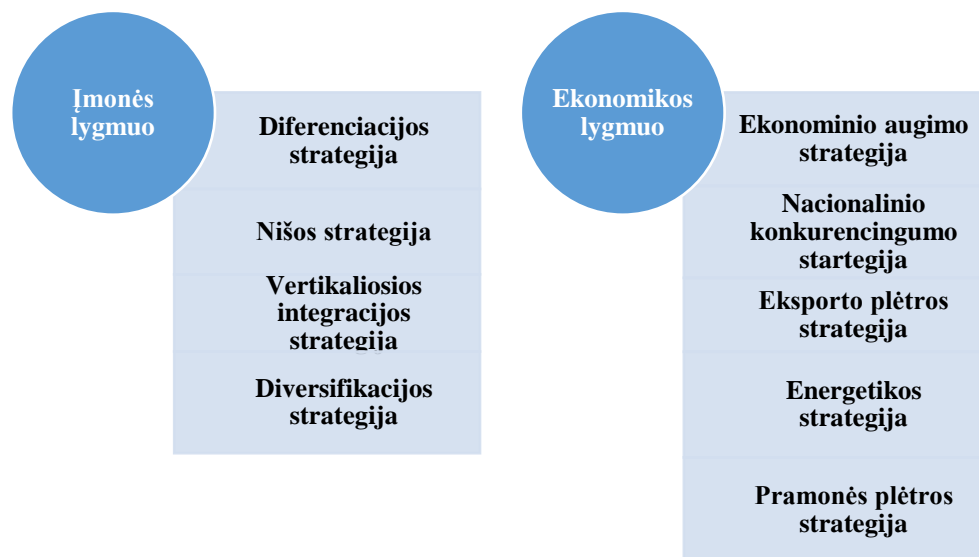 Įmonės
lygmuo
Diferenciacijos
strategija
Nišos strategija
Vertikaliosios
integracijos
strategija
Diversifikacijos
strategija
Ekonomikos
lygmuo
Ekonominio augimo
strategija
Nacionalinio
konkurencingumo
startegija
Eksporto plėtros
strategija
Energetikos
strategija
Pramonės plėtros
strategija